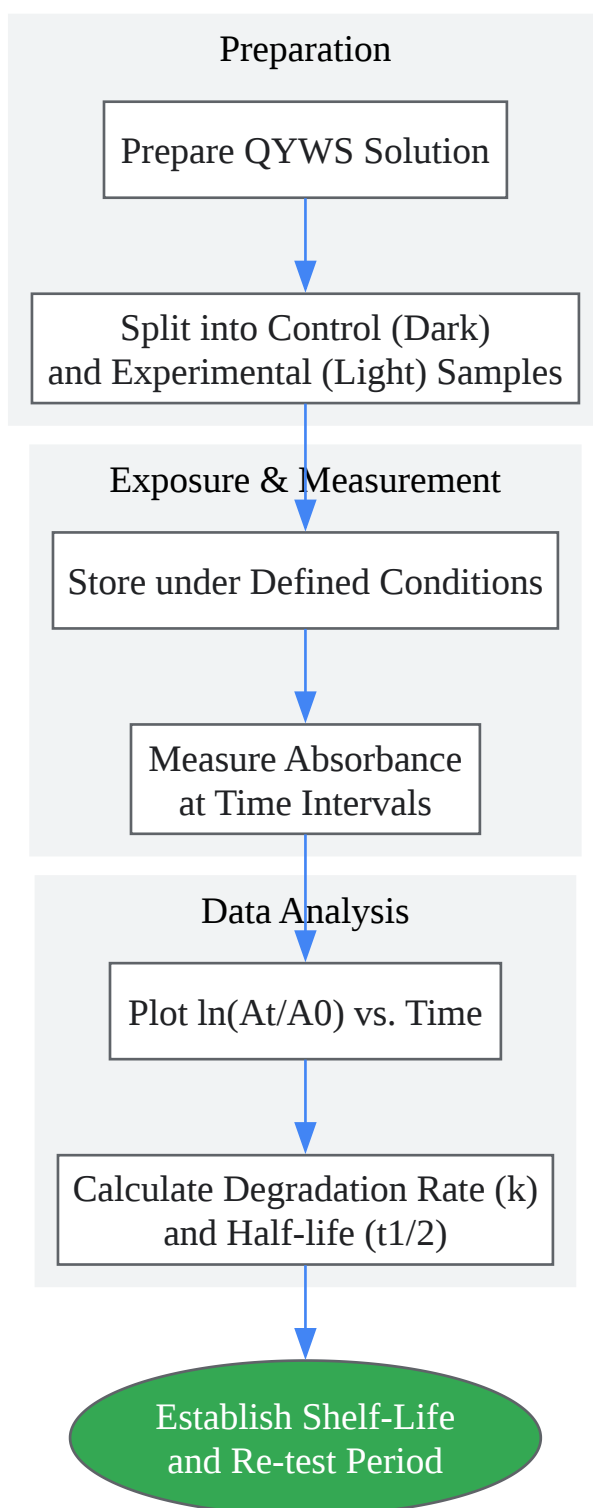 Preparation
Prepare QYWS Solution
Split into Control (Dark)
and Experimental (Light) Samples
Exposure & Measurement
Store under Defined Conditions
Measure Absorbance
at Time Intervals
Data Analysis
Plot ln(At/A0) vs. Time
Calculate Degradation Rate (k)
and Half-life (t1/2)
Establish Shelf-Life
and Re-test Period